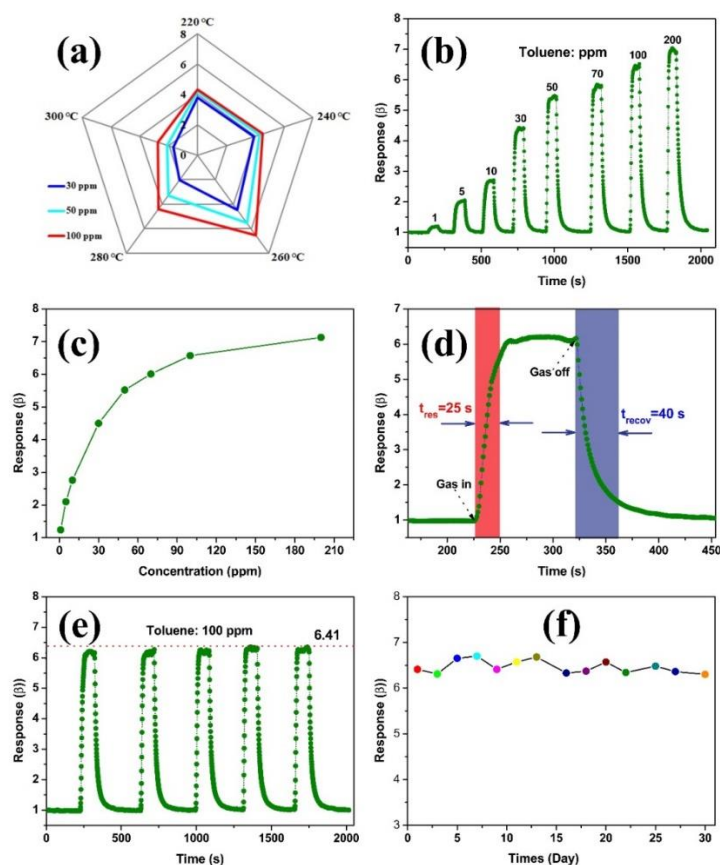 (a)
220 °C
8
6
4
2
0
240 °C
260 °C
280 °C
300 °C
30 ppm
50 ppm
100 ppm
(b)
Toluene: ppm
1
5
10
30
50
70
100
200
8
7
6
5
4
3
2
1
0
Response (β)
0 500 1000 1500 2000
Time (s)
(c)
8
7
6
5
4
3
2
1
Response (β)
0 30 60 90 120 150 180 210
Concentration (ppm)
(d)
7
6
5
4
3
2
1
Response (β)
Gas off
t_res=25 s
t_recov=40 s
Gas in
200 250 300 350 400 450
Time (s)
(e)
Toluene: 100 ppm
6.41
8
7
6
5
4
3
2
1
Response (β)
0 500 1000 1500 2000
Time (s)
(f)
9
8
7
6
5
4
3
Response (β)
0 5 10 15 20 25 30
Times (Day)